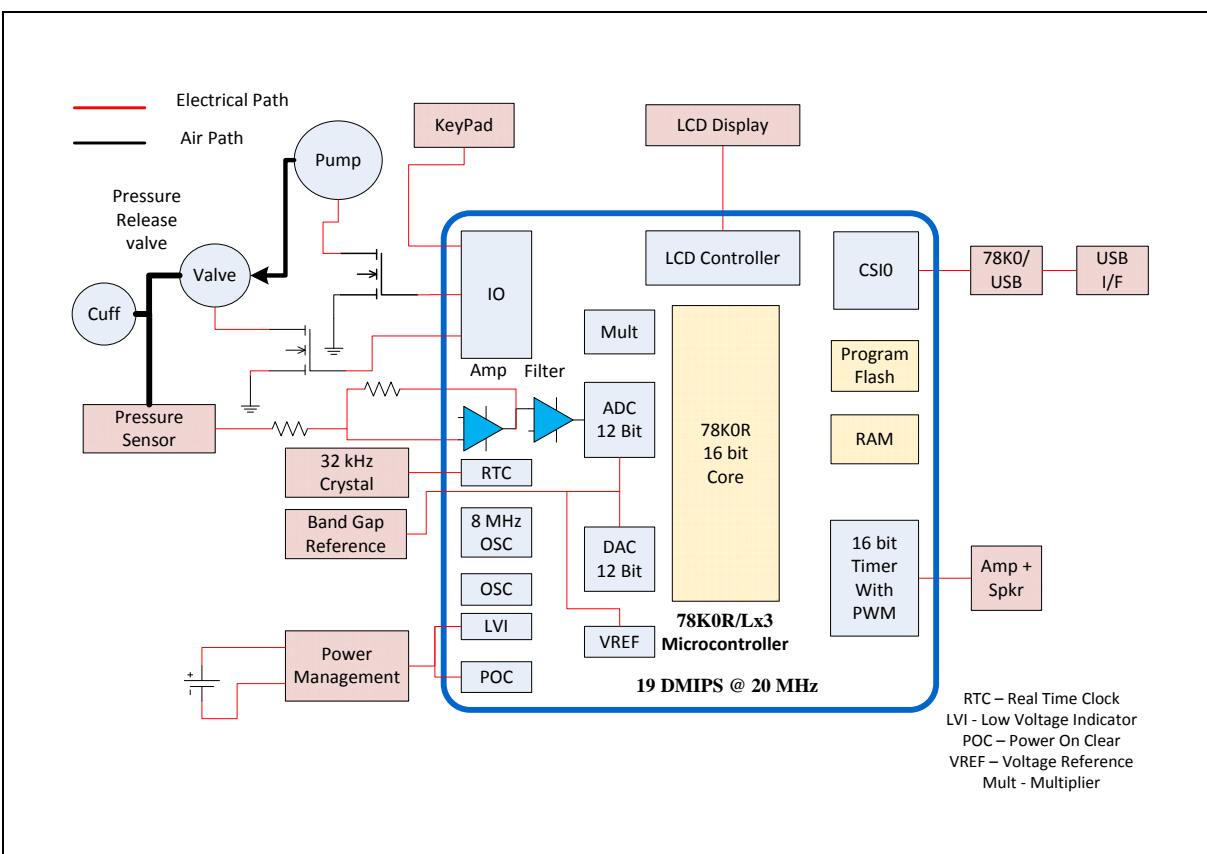 Electrical Path
Air Path
KeyPad
LCD Display
Pump
Pressure
Release
valve
Valve
Cuff
IO
LCD Controller
CSI0
78K0/
USB
USB
I/F
Mult
Program
Flash
Amp
Filter
ADC
12 Bit
78K0R
16 bit
Core
RAM
Pressure
Sensor
32 kHz
Crystal
RTC
Band Gap
Reference
8 MHz
OSC
DAC
12 Bit
16 bit
Timer
With
PWM
Amp +
Spkr
OSC
LVI
78K0R/Lx3
Microcontroller
VREF
Power
Management
+
-
POC
19 DMIPS @ 20 MHz
RTC – Real Time Clock
LVI - Low Voltage Indicator
POC – Power On Clear
VREF – Voltage Reference
Mult - Multiplier